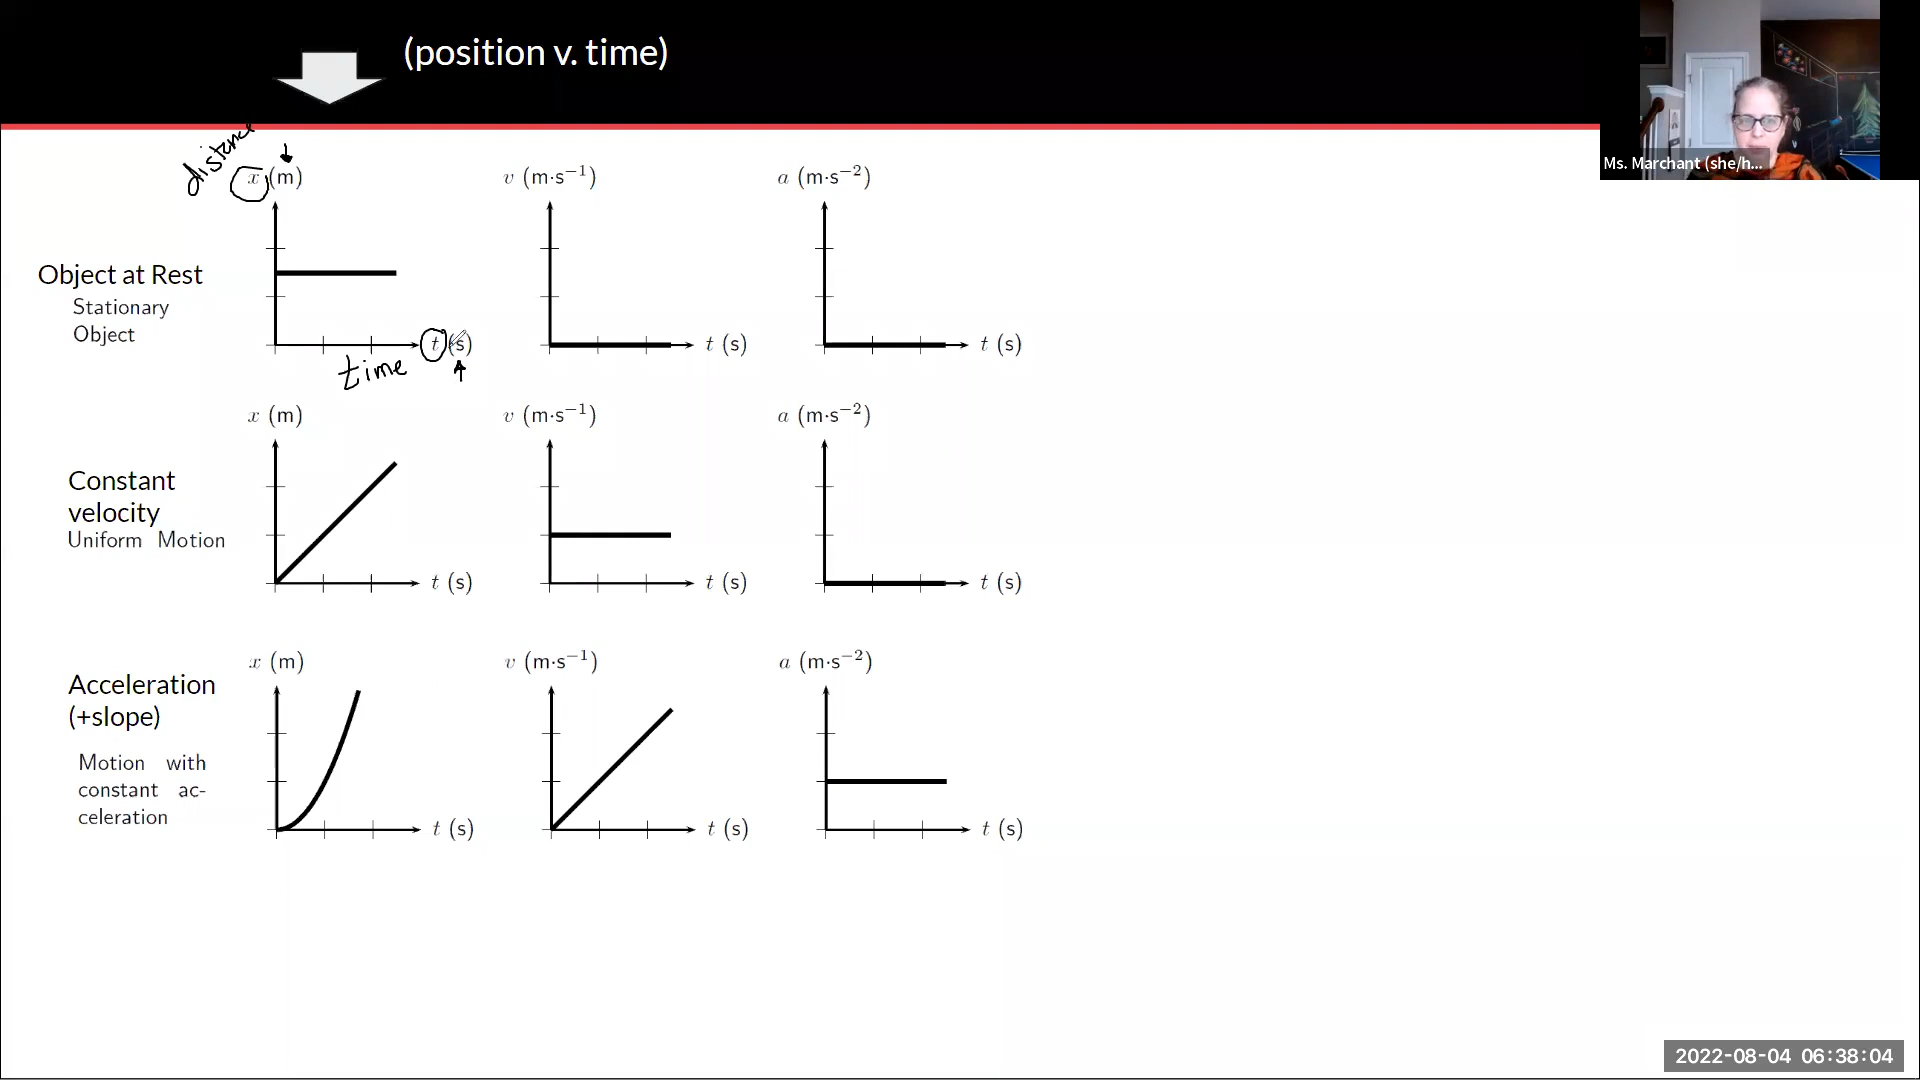 (position v. time)
Ms. Marchant (she/h...
distance
x (m)
v (m·s⁻¹)
a (m·s⁻²)
Object at Rest
Stationary
Object
t (s)
t (s)
t (s)
time
x (m)
v (m·s⁻¹)
a (m·s⁻²)
Constant
velocity
Uniform Motion
t (s)
t (s)
t (s)
x (m)
v (m·s⁻¹)
a (m·s⁻²)
Acceleration
(+slope)
Motion with
constant ac-
celeration
t (s)
t (s)
t (s)
2022-08-04 06:38:04